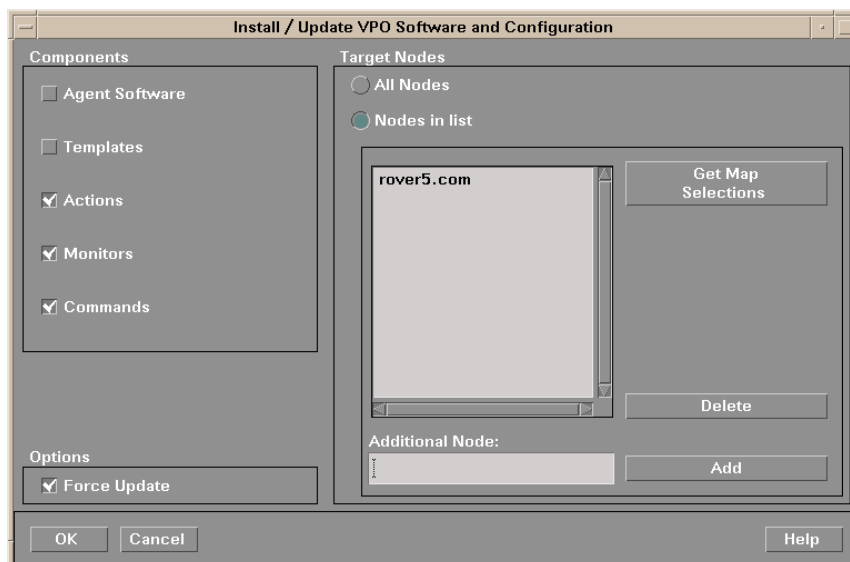 Install / Update VPO Software and Configuration
Components
Agent Software
Templates
Actions
Monitors
Commands
Options
Force Update
Target Nodes
All Nodes
Nodes in list
rover5.com
Get Map
Selections
Delete
Additional Node:
Add
OK
Cancel
Help